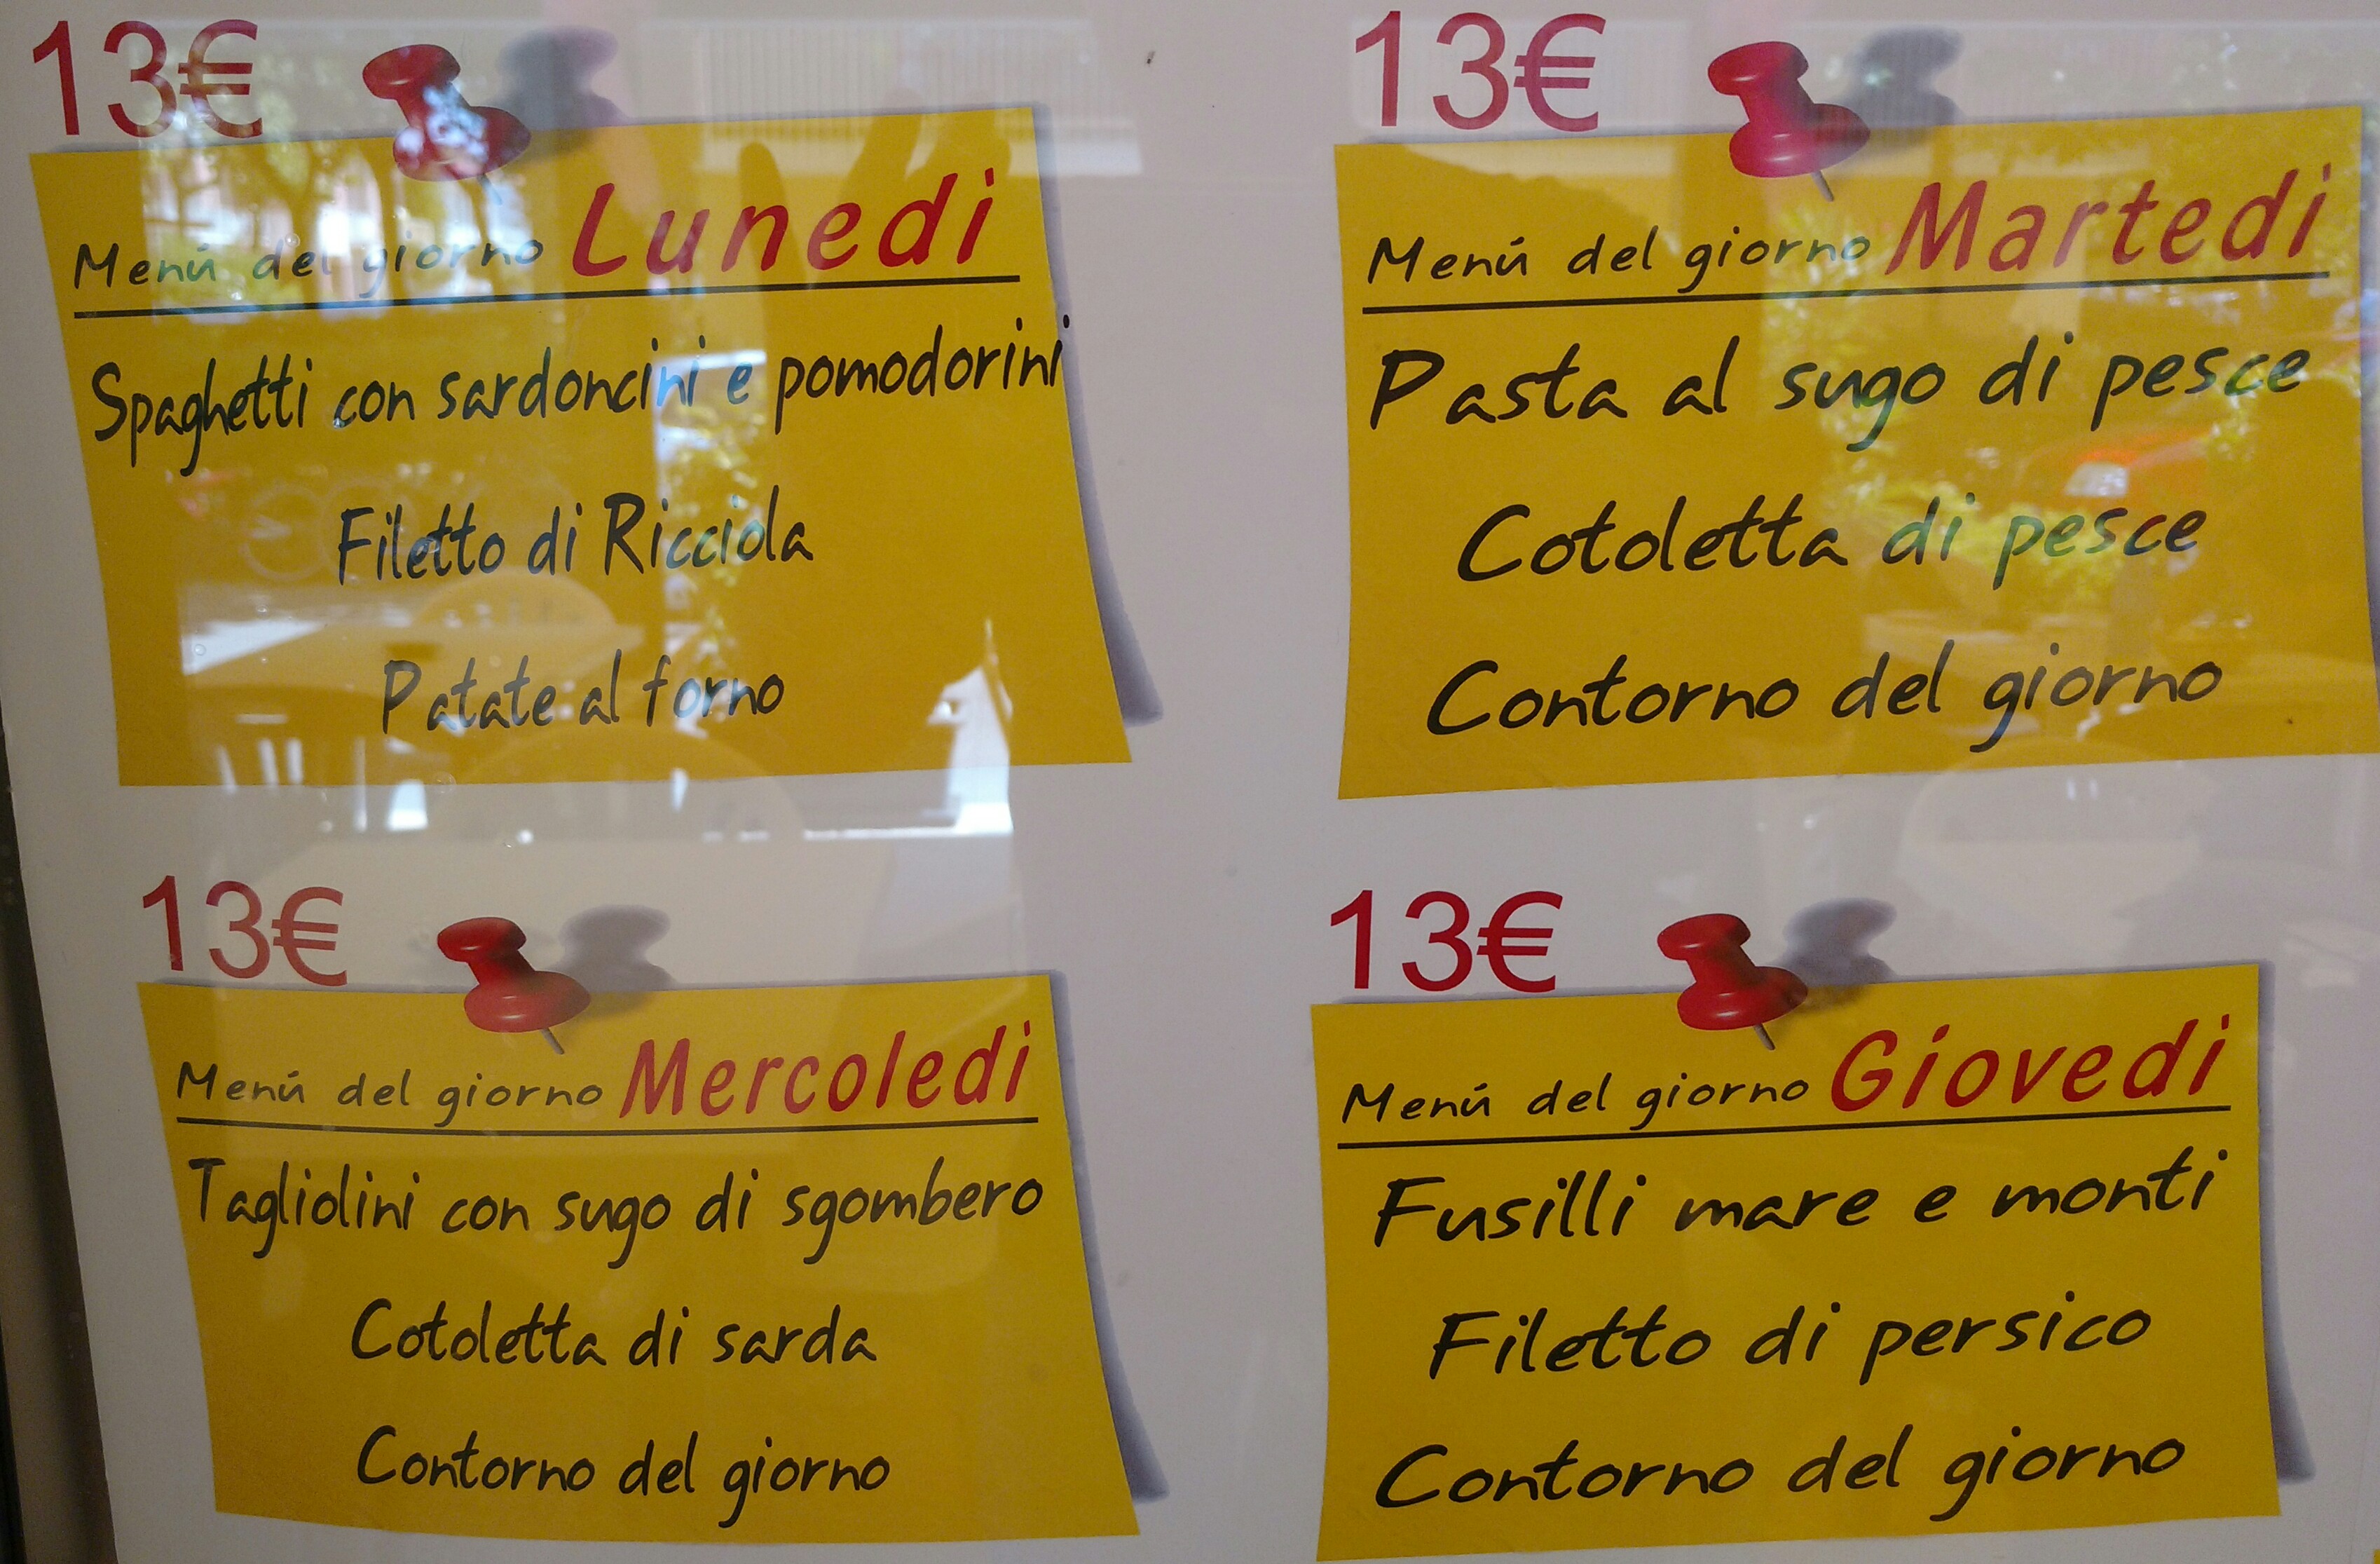 13€
Menú del giorno Lunedi
Spaghetti con sardoncini e pomodorini
Filetto di Ricciola
Patate al forno
13€
Menú del giorno Martedi
Pasta al sugo di pesce
Cotoletta di pesce
Contorno del giorno
13€
Menú del giorno Mercoledi
Tagliolini con sugo di sgombero
Cotoletta di sarda
Contorno del giorno
13€
Menú del giorno Giovedi
Fusilli mare e monti
Filetto di persico
Contorno del giorno